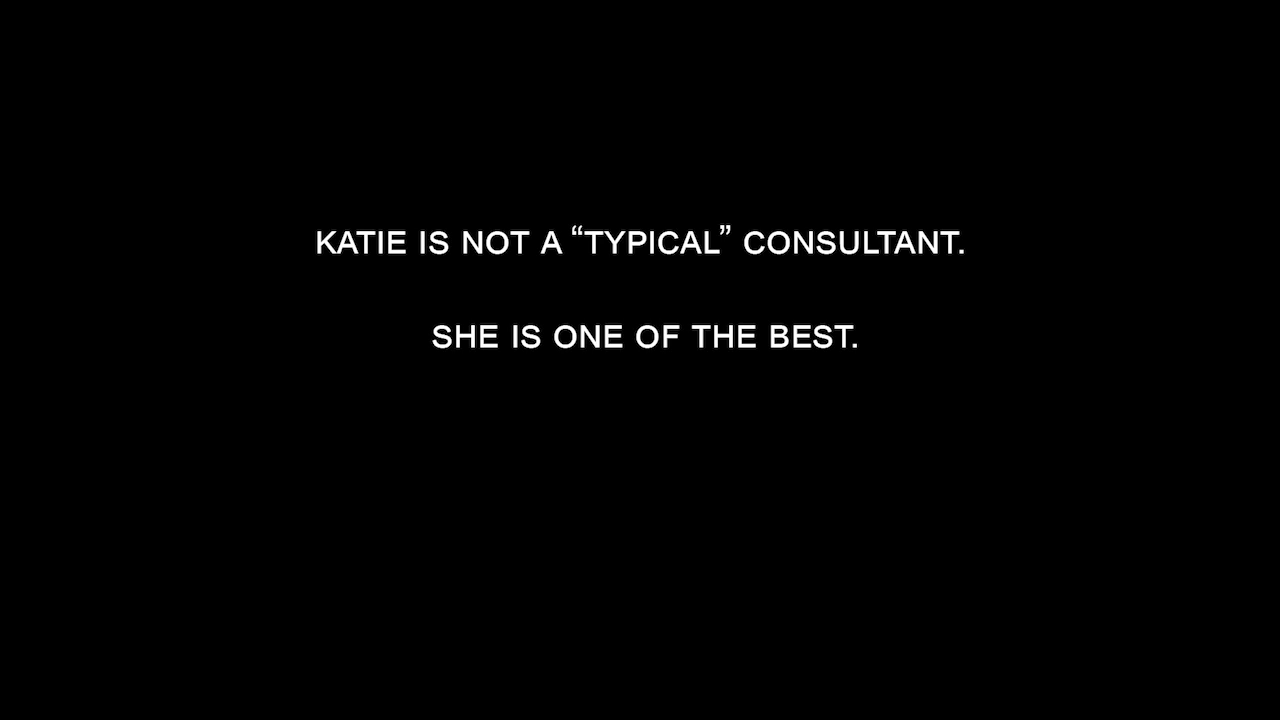 KATIE IS NOT A “TYPICAL” CONSULTANT.
SHE IS ONE OF THE BEST.